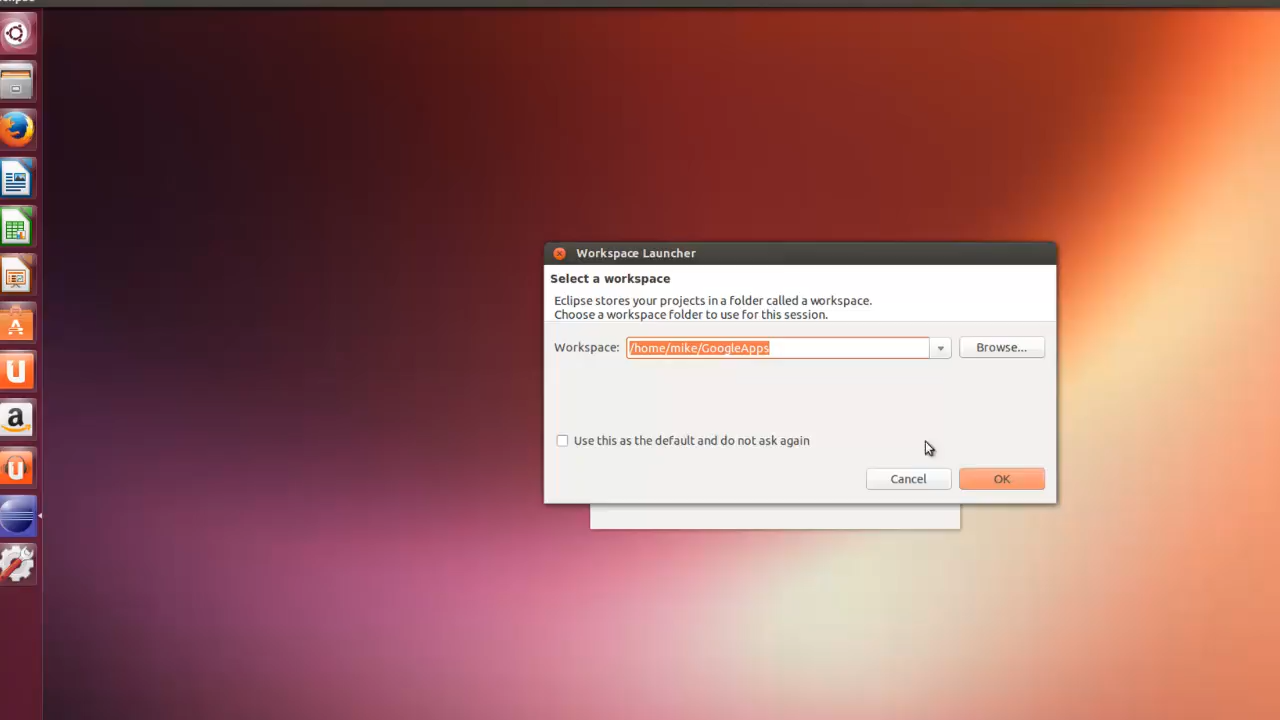 Workspace Launcher
Select a workspace
Eclipse stores your projects in a folder called a workspace.
Choose a workspace folder to use for this session.
Workspace: /home/mike/GoogleApps Browse...
Use this as the default and do not ask again
Cancel OK